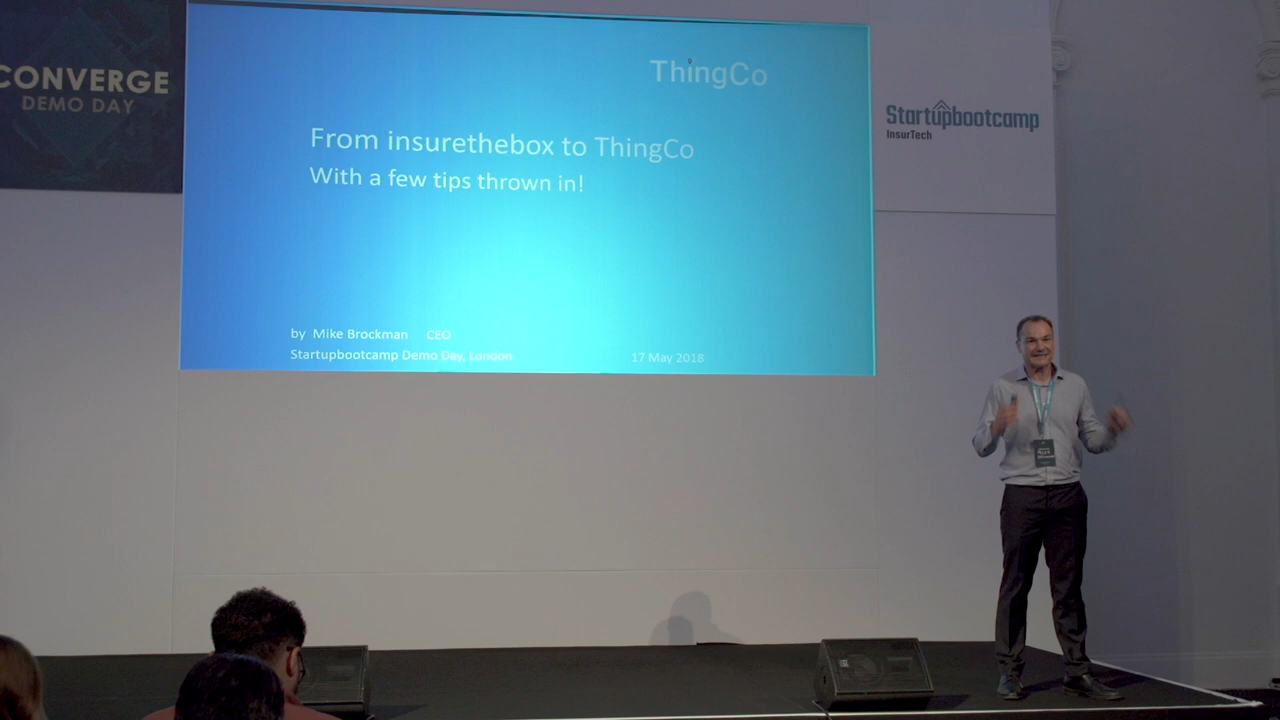 CONVERGE
DEMO DAY
ThingCo
From insurethebox to ThingCo
With a few tips thrown in!
by Mike Brockman CEO
Startupbootcamp Demo Day, London 17 May 2018
Startupbootcamp
InsurTech